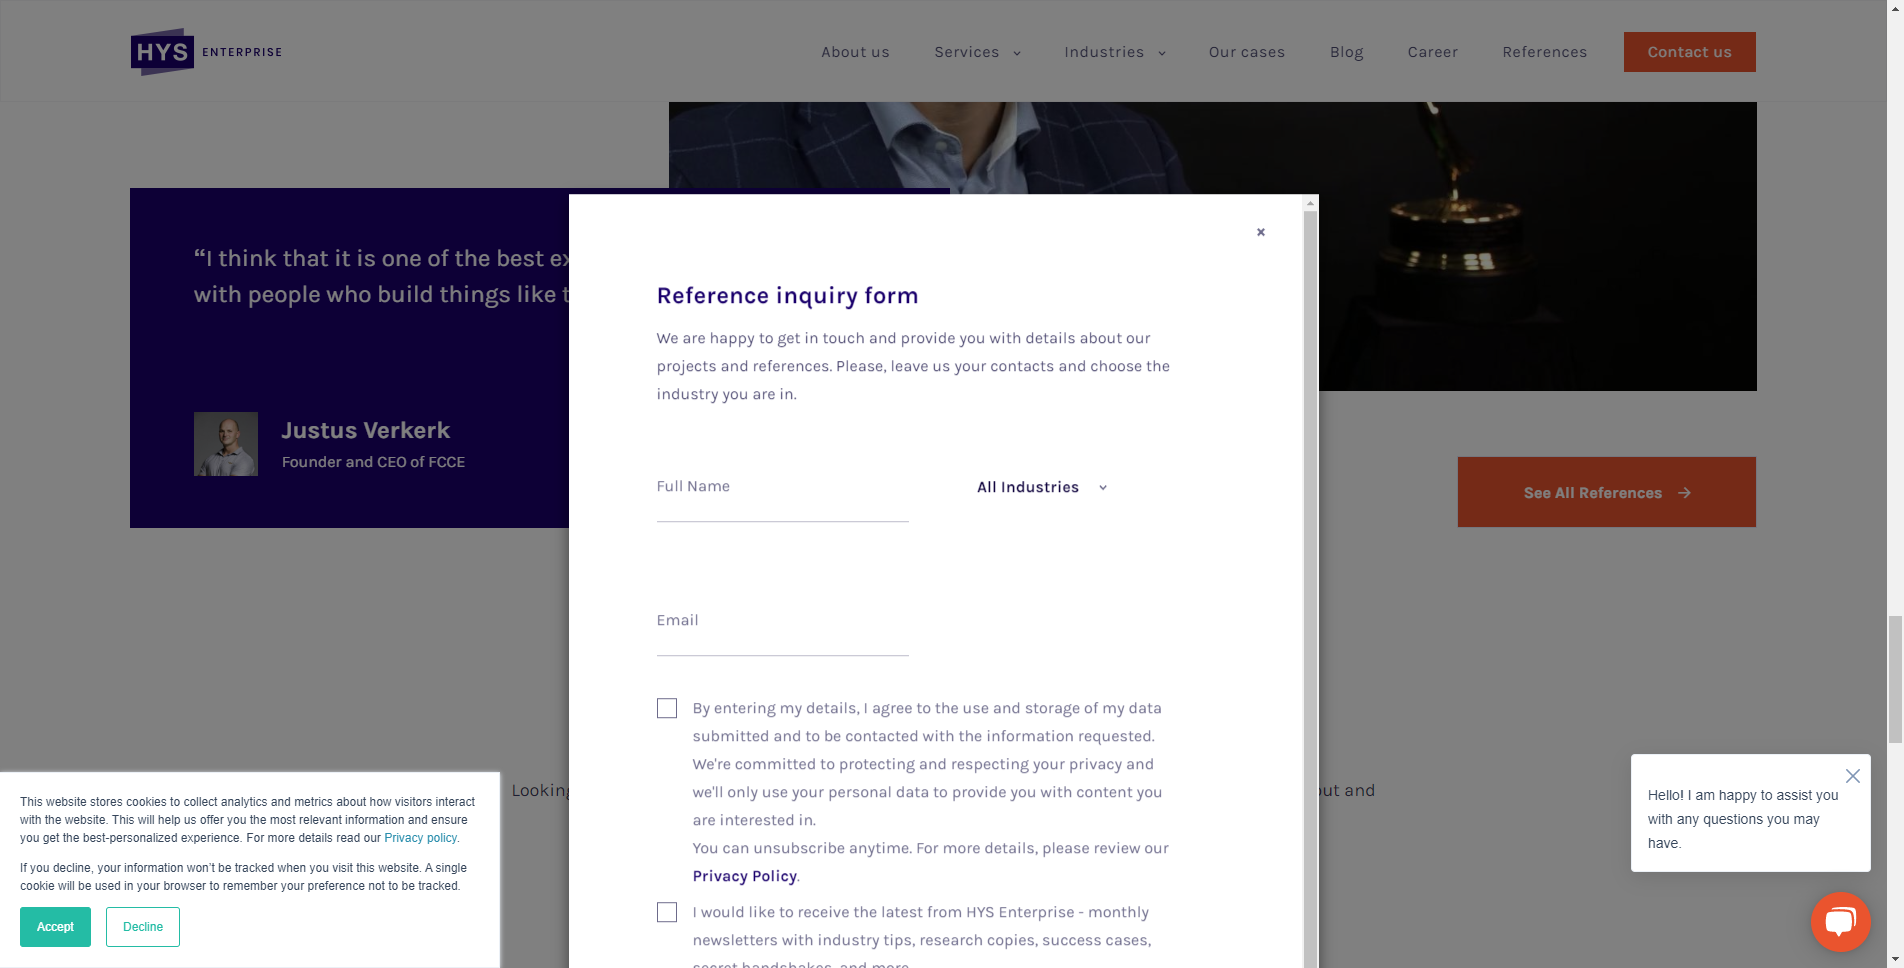 HYS ENTERPRISE
About us
Services
Industries
Our cases
Blog
Career
References
Contact us
“I think that it is one of the best ex
with people who build things like t
Justus Verkerk
Founder and CEO of FCCE
×
Reference inquiry form
We are happy to get in touch and provide you with details about our
projects and references. Please, leave us your contacts and choose the
industry you are in.
Full Name
All Industries
Email
By entering my details, I agree to the use and storage of my data
submitted and to be contacted with the information requested.
We're committed to protecting and respecting your privacy and
we'll only use your personal data to provide you with content you
are interested in.
You can unsubscribe anytime. For more details, please review our
Privacy Policy.
I would like to receive the latest from HYS Enterprise - monthly
newsletters with industry tips, research copies, success cases,
secret handshakes, and more
See All References
Looking
out and
This website stores cookies to collect analytics and metrics about how visitors interact
with the website. This will help us offer you the most relevant information and ensure
you get the best-personalized experience. For more details read our Privacy policy.
If you decline, your information won't be tracked when you visit this website. A single
cookie will be used in your browser to remember your preference not to be tracked.
Accept
Decline
Hello! I am happy to assist you
with any questions you may
have.